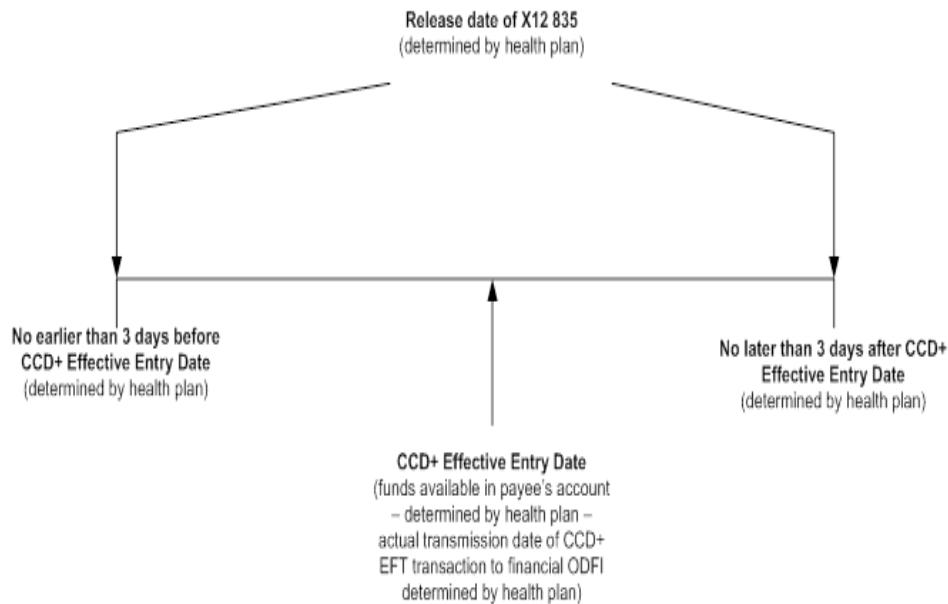 Release date of X12 835
(determined by health plan)
No earlier than 3 days before
CCD+ Effective Entry Date
(determined by health plan)
No later than 3 days after CCD+
Effective Entry Date
(determined by health plan)
CCD+ Effective Entry Date
(funds available in payee's account
– determined by health plan –
actual transmission date of CCD+
EFT transaction to financial ODFI
determined by health plan)